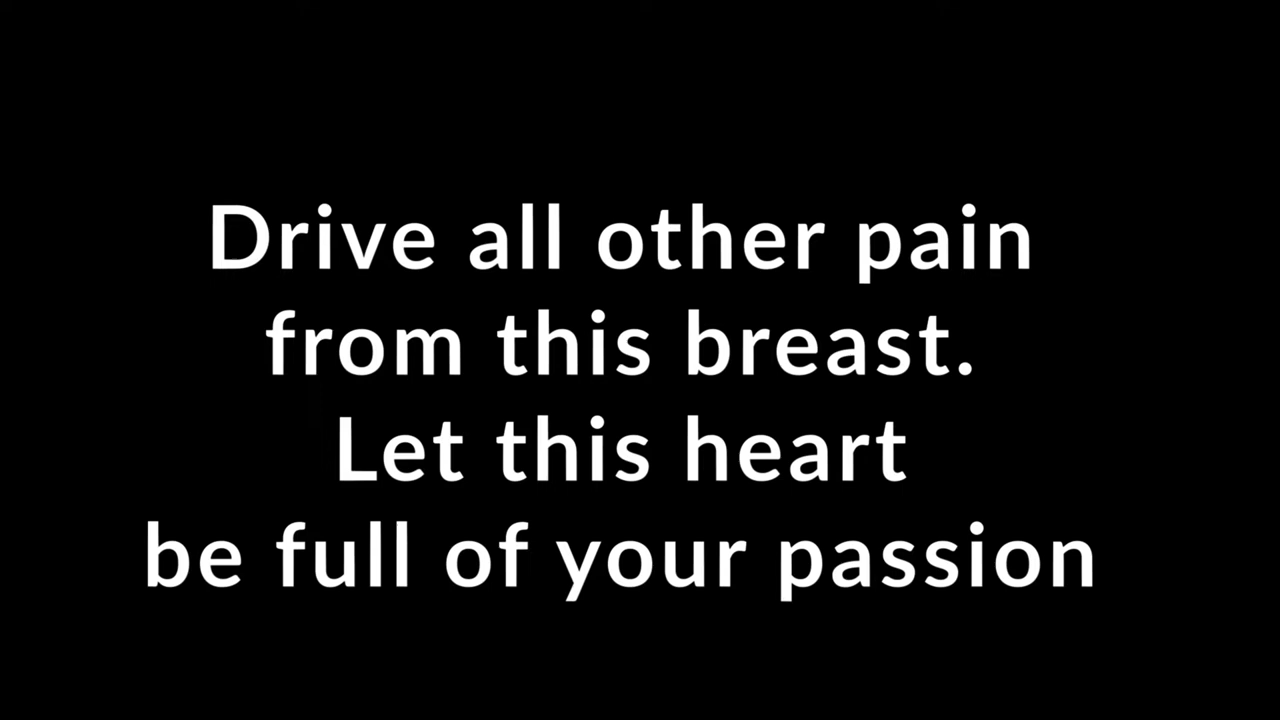 Drive all other pain
from this breast.
Let this heart
be full of your passion